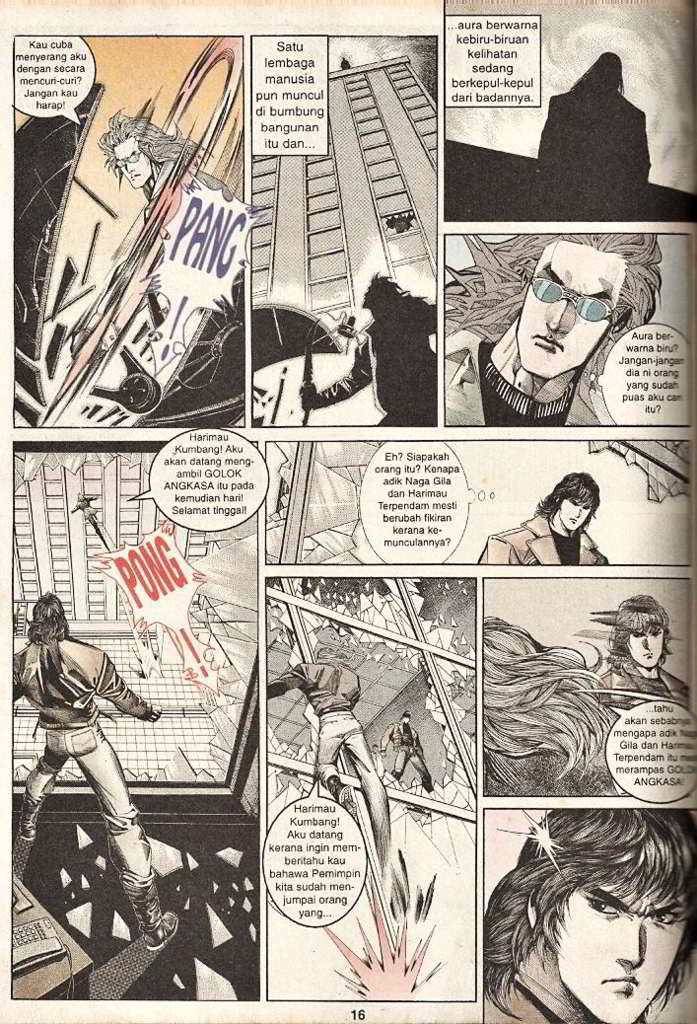 Kau cuba
menyerang aku
dengan secara
mencuri-curi?
Jangan kau
harap!
PANG
!
Satu
lembaga
manusia
pun muncul
di bumbung
bangunan
itu dan...
...aura berwarna
kebiru-biruan
kelihatan
sedang
berkepul-kepul
dari badannya.
Aura ber-
warna biru?
Jangan-jangan
dia ni orang
yang sudah
puas aku cari
itu?
Harimau
Kumbang! Aku
akan datang meng-
ambil GOLOK
ANGKASA itu pada
kemudian hari!
Selamat tinggal!
PONG
!
Eh? Siapakah
orang itu? Kenapa
adik Naga Gila
dan Harimau
Terpendam mesti
berubah fikiran
kerana ke-
munculannya?
Harimau
Kumbang!
Aku datang
kerana ingin mem-
beritahu kau
bahawa Pemimpin
kita sudah men-
jumpai orang
yang...
...tahu
akan sebabnya
mengapa adik Naga
Gila dan Harimau
Terpendam itu
merampas GOLOK
ANGKASA!
16